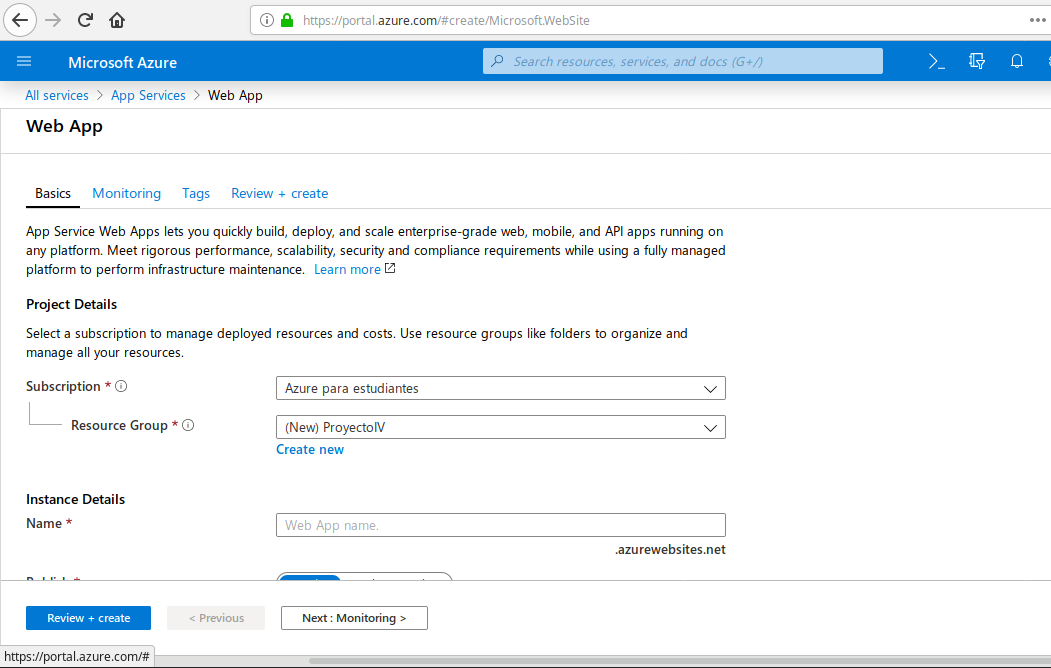 https://portal.azure.com/#create/Microsoft.WebSite
Microsoft Azure
Search resources, services, and docs (G+/)
All services > App Services > Web App
Web App
Basics Monitoring Tags Review + create
App Service Web Apps lets you quickly build, deploy, and scale enterprise-grade web, mobile, and API apps running on
any platform. Meet rigorous performance, scalability, security and compliance requirements while using a fully managed
platform to perform infrastructure maintenance. Learn more
Project Details
Select a subscription to manage deployed resources and costs. Use resource groups like folders to organize and
manage all your resources.
Subscription * Azure para estudiantes
Resource Group * (New) ProyectoIV
Create new
Instance Details
Name * Web App name.
.azurewebsites.net
Review + create < Previous Next : Monitoring >
https://portal.azure.com/#